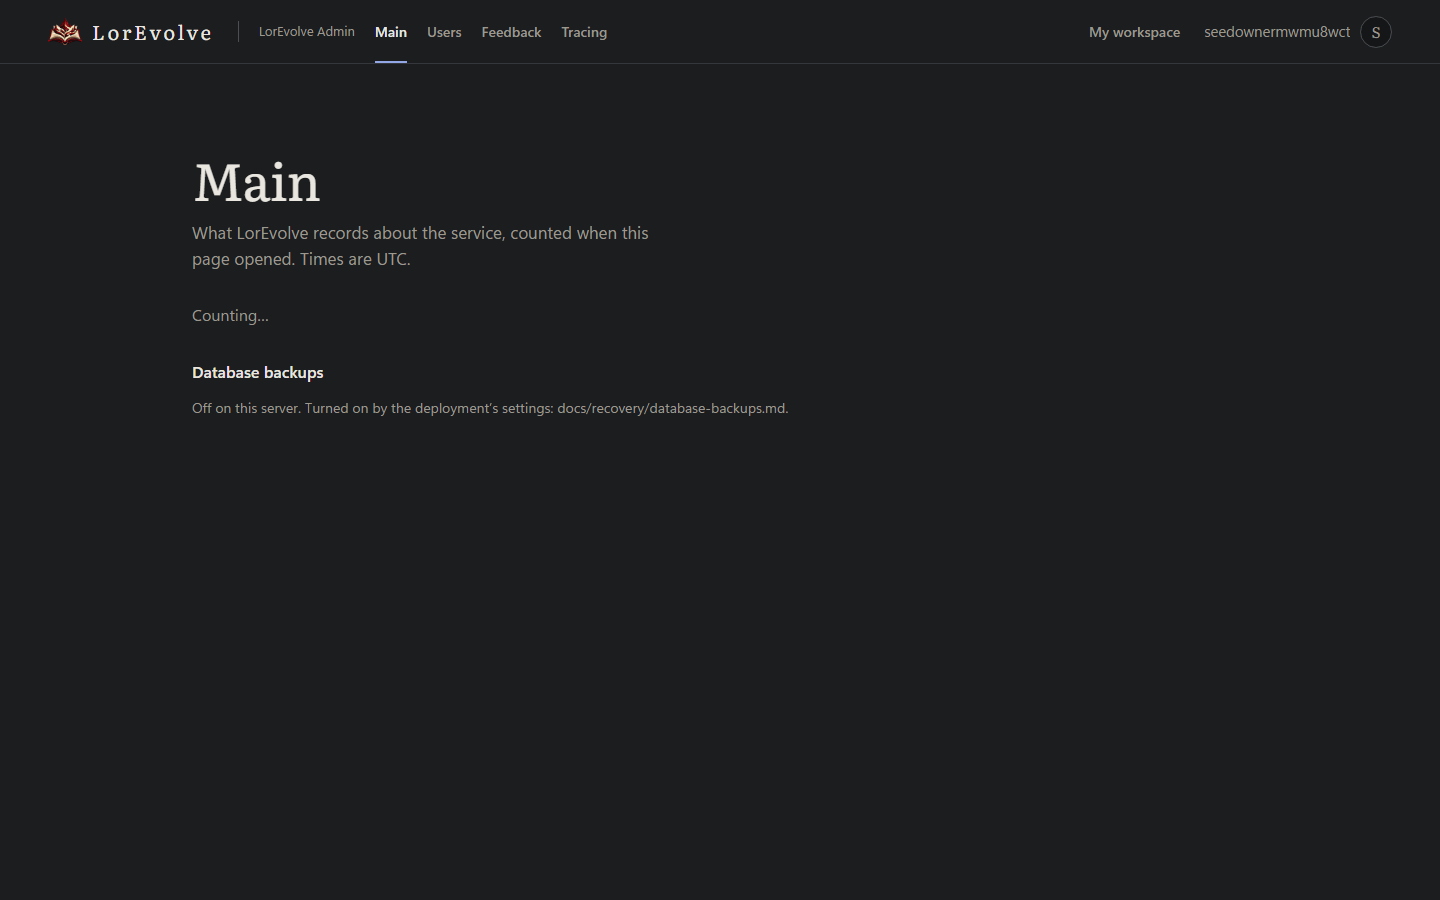 LorEvolve
LorEvolve Admin
Main
Users
Feedback
Tracing
My workspace
seedownermwmu8wct
S
Main
What LorEvolve records about the service, counted when this
page opened. Times are UTC.
Counting...
Database backups
Off on this server. Turned on by the deployment's settings: docs/recovery/database-backups.md.